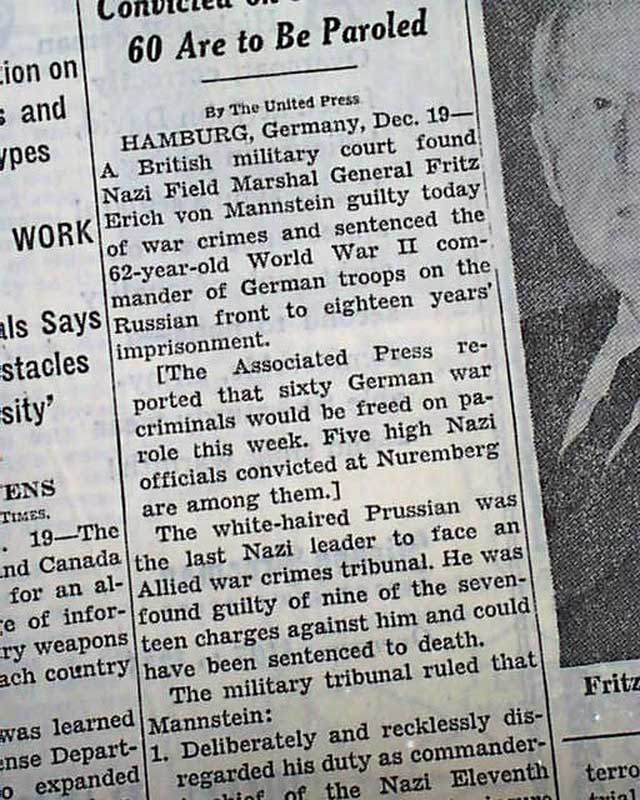 60 Are to Be Paroled
By The United Press
HAMBURG, Germany, Dec. 19—
A British military court found
Nazi Field Marshal General Fritz
Erich von Mannstein guilty today
of war crimes and sentenced the
62-year-old World War II com-
mander of German troops on the
Russian front to eighteen years'
imprisonment.
[The Associated Press re-
ported that sixty German war
criminals would be freed on pa-
role this week. Five high Nazi
officials convicted at Nuremberg
are among them.]
The white-haired Prussian was
the last Nazi leader to face an
Allied war crimes tribunal. He was
found guilty of nine of the seven-
teen charges against him and could
have been sentenced to death.
The military tribunal ruled that
Mannstein:
1. Deliberately and recklessly dis-
regarded his duty as commander-
of the Nazi Eleventh
tion on
and
ypes
WORK
als Says
stacles
sity'
ENS
TIMES.
. 19—The
nd Canada
for an al-
e of infor-
ry weapons
ach country
was learned
ense Depart-
o expanded
Fritz
terro